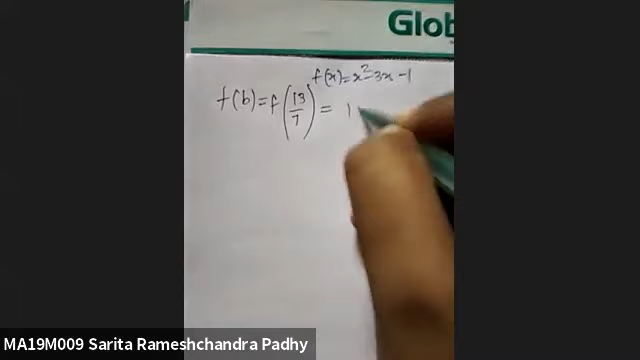 Glob
f(x)=x²-3x-1
f(b)=f(13/7)= 1
MA19M009 Sarita Rameshchandra Padhy